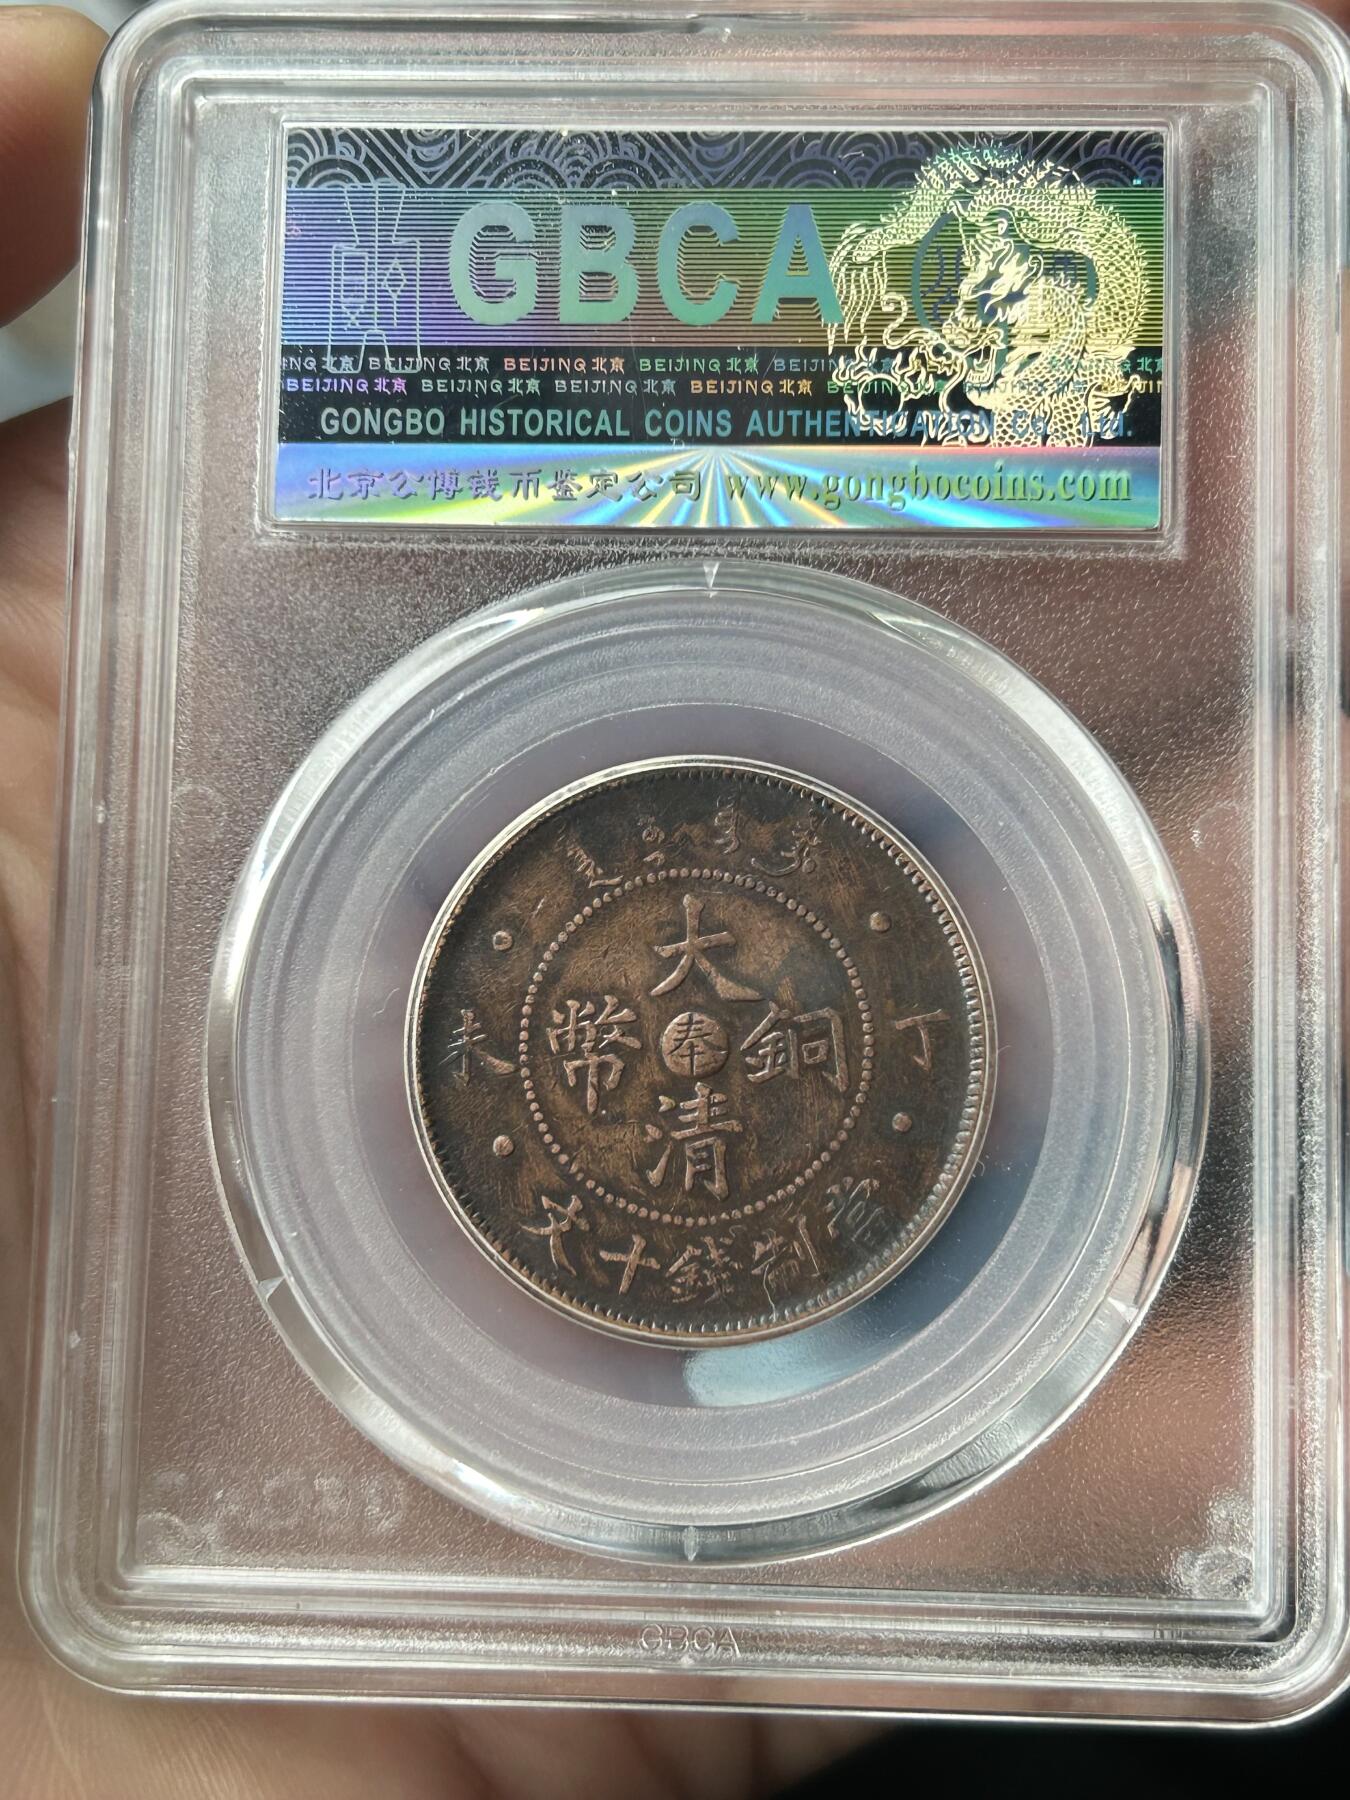 GBCA
NG北京 BEIJING北京 BEIJING北京 BEIJING北京 BEIJIN
BEIJING北京 BEIJING北京 BEIJING北京 BEIJING北京
GONGBO HISTORICAL COINS AUTHENTICATION CO., Ltd.
北京公博钱币鉴定公司 www.gongbocoins.com
丁未
大清銅幣
奉
當制錢十文
GBCA